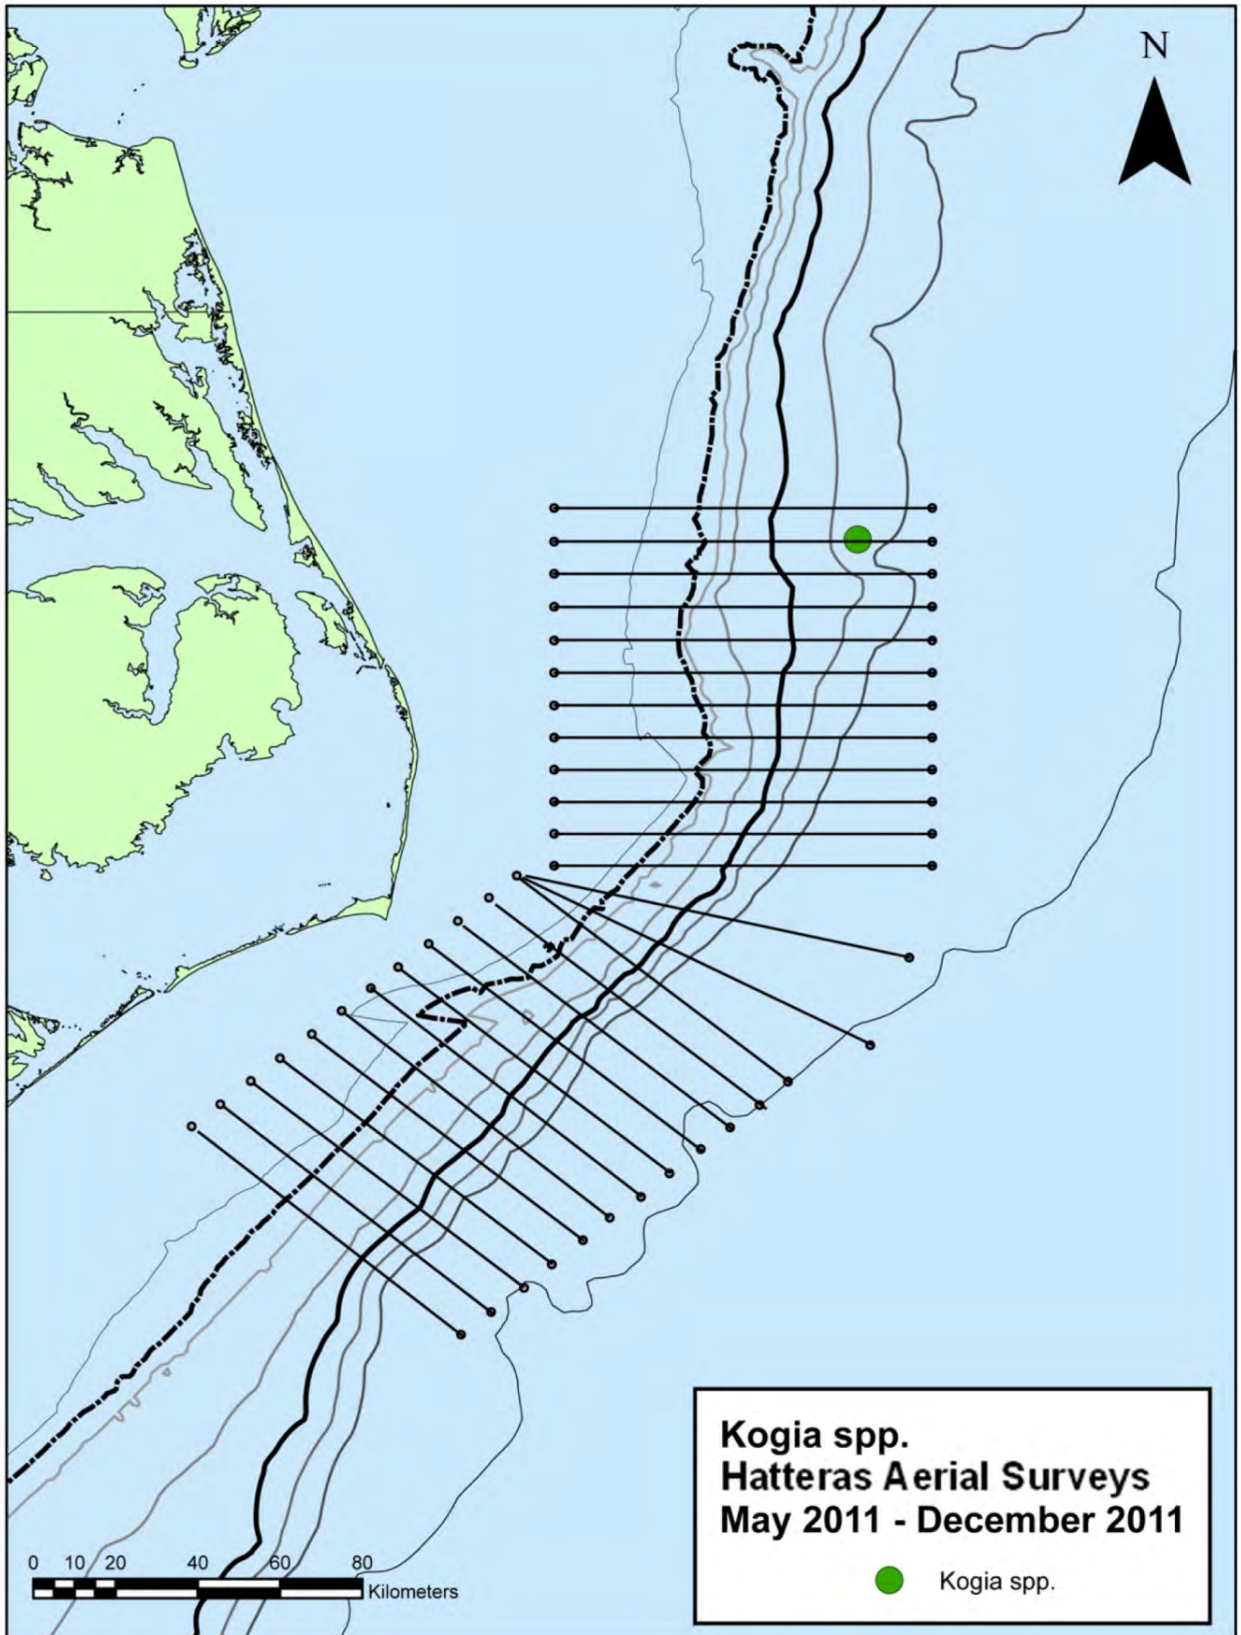 N
0 10 20 40 60 80
Kilometers
Kogia spp.
Hatteras Aerial Surveys
May 2011 - December 2011
Kogia spp.